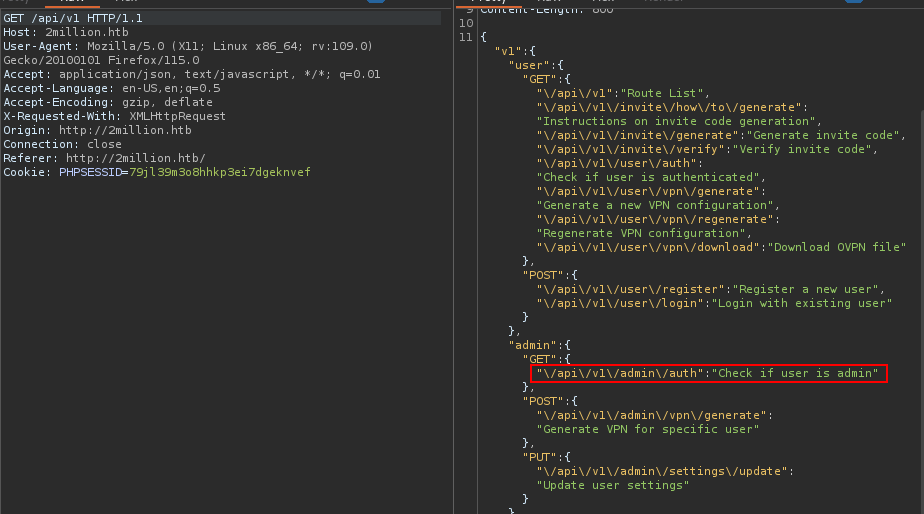 GET /api/v1 HTTP/1.1
Host: 2million.htb
User-Agent: Mozilla/5.0 (X11; Linux x86_64; rv:109.0)
Gecko/20100101 Firefox/115.0
Accept: application/json, text/javascript, */*; q=0.01
Accept-Language: en-US,en;q=0.5
Accept-Encoding: gzip, deflate
X-Requested-With: XMLHttpRequest
Origin: http://2million.htb
Connection: close
Referer: http://2million.htb/
Cookie: PHPSESSID=79jl39m3o8hhkp3ei7dgeknvef
9 Content-Length: 800
10
11 {
"v1":{
"user":{
"GET":{
"\/api\/v1":"Route List",
"\/api\/v1\/invite\/how\/to\/generate":
"Instructions on invite code generation",
"\/api\/v1\/invite\/generate":"Generate invite code",
"\/api\/v1\/invite\/verify":"Verify invite code",
"\/api\/v1\/user\/auth":
"Check if user is authenticated",
"\/api\/v1\/user\/vpn\/generate":
"Generate a new VPN configuration",
"\/api\/v1\/user\/vpn\/regenerate":
"Regenerate VPN configuration",
"\/api\/v1\/user\/vpn\/download":"Download OVPN file"
},
"POST":{
"\/api\/v1\/user\/register":"Register a new user",
"\/api\/v1\/user\/login":"Login with existing user"
}
},
"admin":{
"GET":{
"\/api\/v1\/admin\/auth":"Check if user is admin"
},
"POST":{
"\/api\/v1\/admin\/vpn\/generate":
"Generate VPN for specific user"
},
"PUT":{
"\/api\/v1\/admin\/settings\/update":
"Update user settings"
}
}